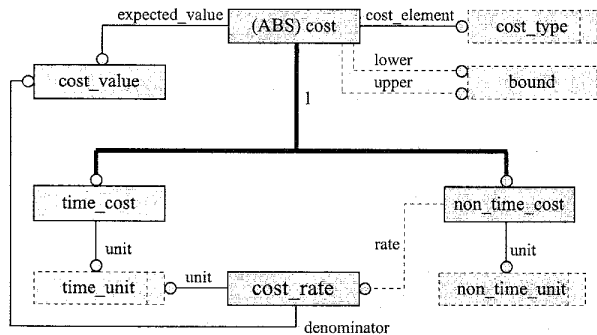 expected_value
(ABS) cost
cost_element
cost_type
cost_value
lower
upper
bound
1
time_cost
non_time_cost
unit
rate
unit
time_unit
unit
cost_rate
non_time_unit
denominator